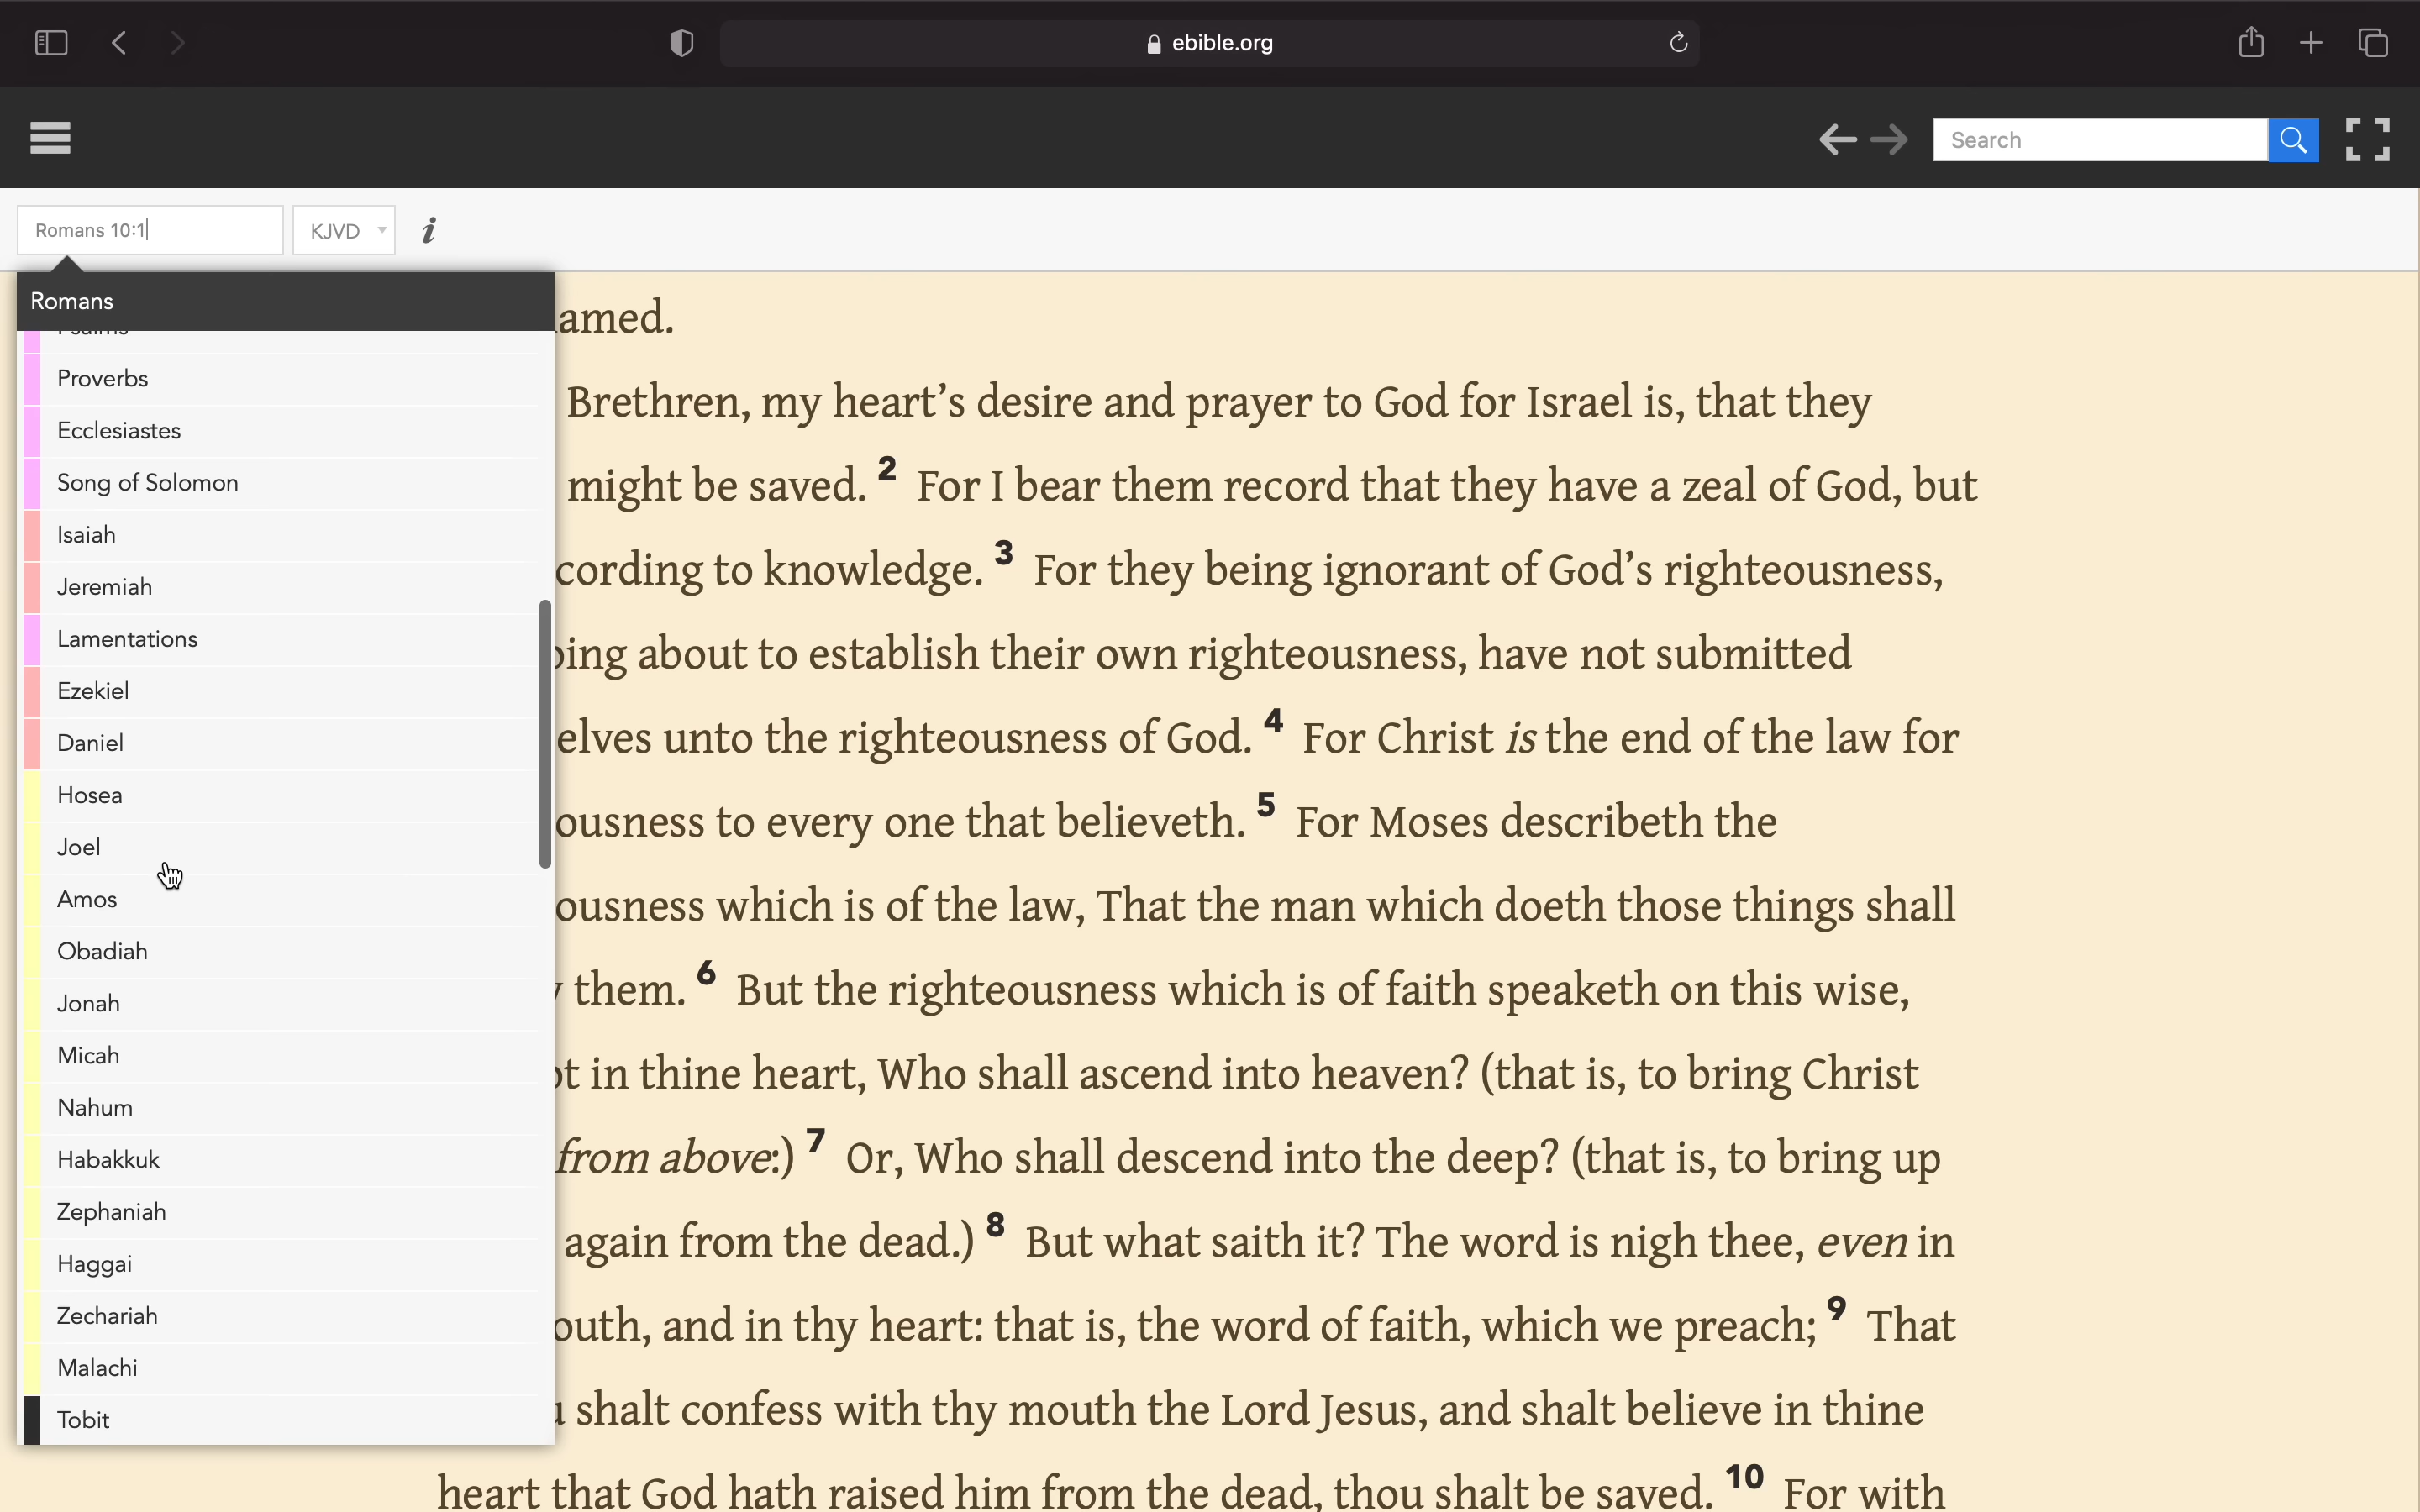 ebible.org
Search
Romans 10:1
KJVD
i
Romans
Proverbs
Ecclesiastes
Song of Solomon
Isaiah
Jeremiah
Lamentations
Ezekiel
Daniel
Hosea
Joel
Amos
Obadiah
Jonah
Micah
Nahum
Habakkuk
Zephaniah
Haggai
Zechariah
Malachi
Tobit
amed.
Brethren, my heart’s desire and prayer to God for Israel is, that they
might be saved. 2 For I bear them record that they have a zeal of God, but
cording to knowledge. 3 For they being ignorant of God’s righteousness,
ing about to establish their own righteousness, have not submitted
elves unto the righteousness of God. 4 For Christ is the end of the law for
ousness to every one that believeth. 5 For Moses describeth the
ousness which is of the law, That the man which doeth those things shall
them. 6 But the righteousness which is of faith speaketh on this wise,
t in thine heart, Who shall ascend into heaven? (that is, to bring Christ
from above:) 7 Or, Who shall descend into the deep? (that is, to bring up
again from the dead.) 8 But what saith it? The word is nigh thee, even in
outh, and in thy heart: that is, the word of faith, which we preach; 9 That
shalt confess with thy mouth the Lord Jesus, and shalt believe in thine
heart that God hath raised him from the dead, thou shalt be saved. 10 For with